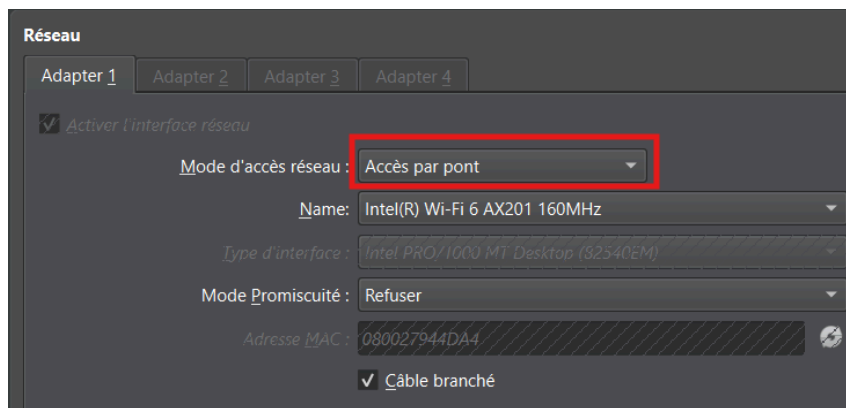 Réseau
Adapter 1 Adapter 2 Adapter 3 Adapter 4
Activer l'interface réseau
Mode d'accès réseau : Accès par pont
Name: Intel(R) Wi-Fi 6 AX201 160MHz
Type d'interface : Intel PRO/1000 MT Desktop (82540EM)
Mode Promiscuité : Refuser
Adresse MAC : 080027944DA4
Câble branché